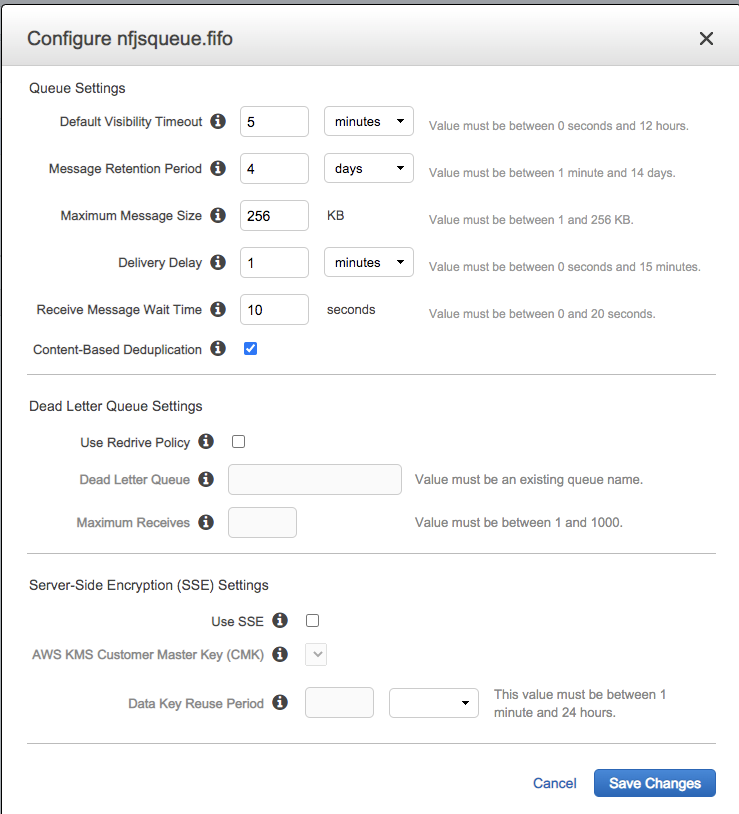 Configure nfjsqueue.fifo
Queue Settings
Default Visibility Timeout 5 minutes Value must be between 0 seconds and 12 hours.
Message Retention Period 4 days Value must be between 1 minute and 14 days.
Maximum Message Size 256 KB Value must be between 1 and 256 KB.
Delivery Delay 1 minutes Value must be between 0 seconds and 15 minutes.
Receive Message Wait Time 10 seconds Value must be between 0 and 20 seconds.
Content-Based Deduplication
Dead Letter Queue Settings
Use Redrive Policy
Dead Letter Queue Value must be an existing queue name.
Maximum Receives Value must be between 1 and 1000.
Server-Side Encryption (SSE) Settings
Use SSE
AWS KMS Customer Master Key (CMK)
Data Key Reuse Period This value must be between 1
minute and 24 hours.
Cancel Save Changes